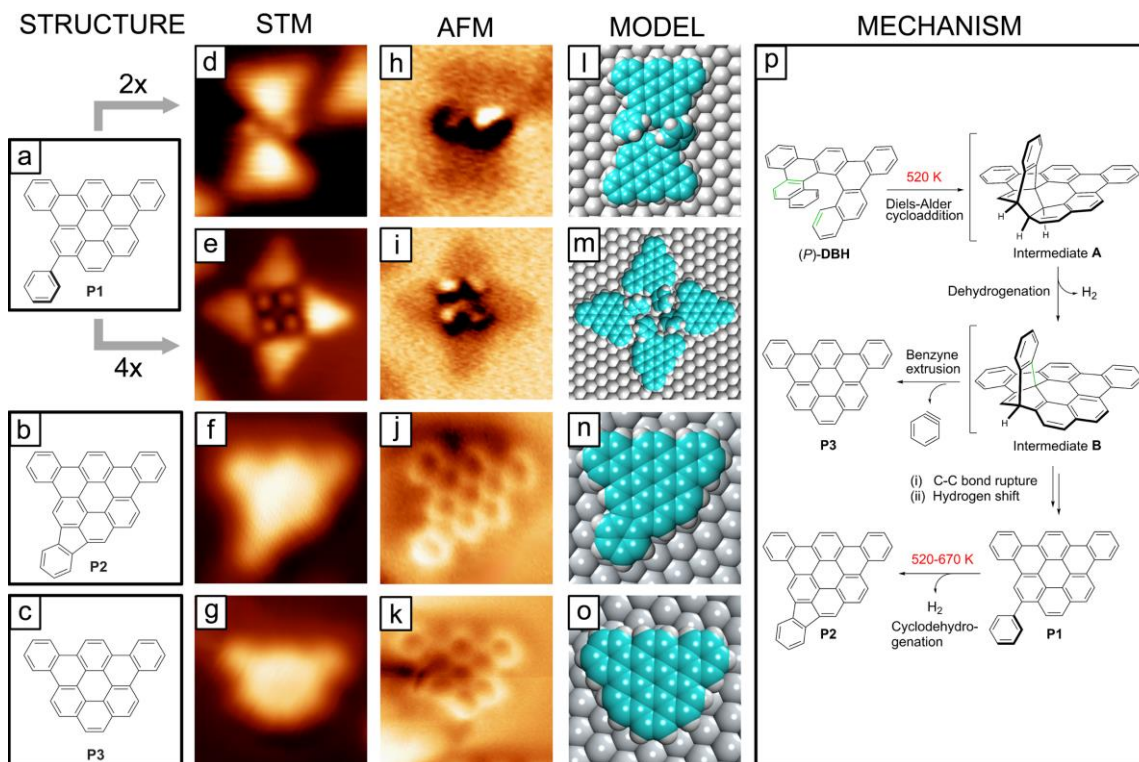 STRUCTURE STM AFM MODEL MECHANISM
2x
a
P1
4x
b
P2
c
P3
d
e
f
g
h
i
j
k
l
m
n
o
p
(P)-DBH
520 K
Diels-Alder
cycloaddition
H
H
Intermediate A
Dehydrogenation
H2
Benzyne
extrusion
P3
H
Intermediate B
(i) C-C bond rupture
(ii) Hydrogen shift
520-670 K
H2
Cyclodehydro-
genation
P2
P1